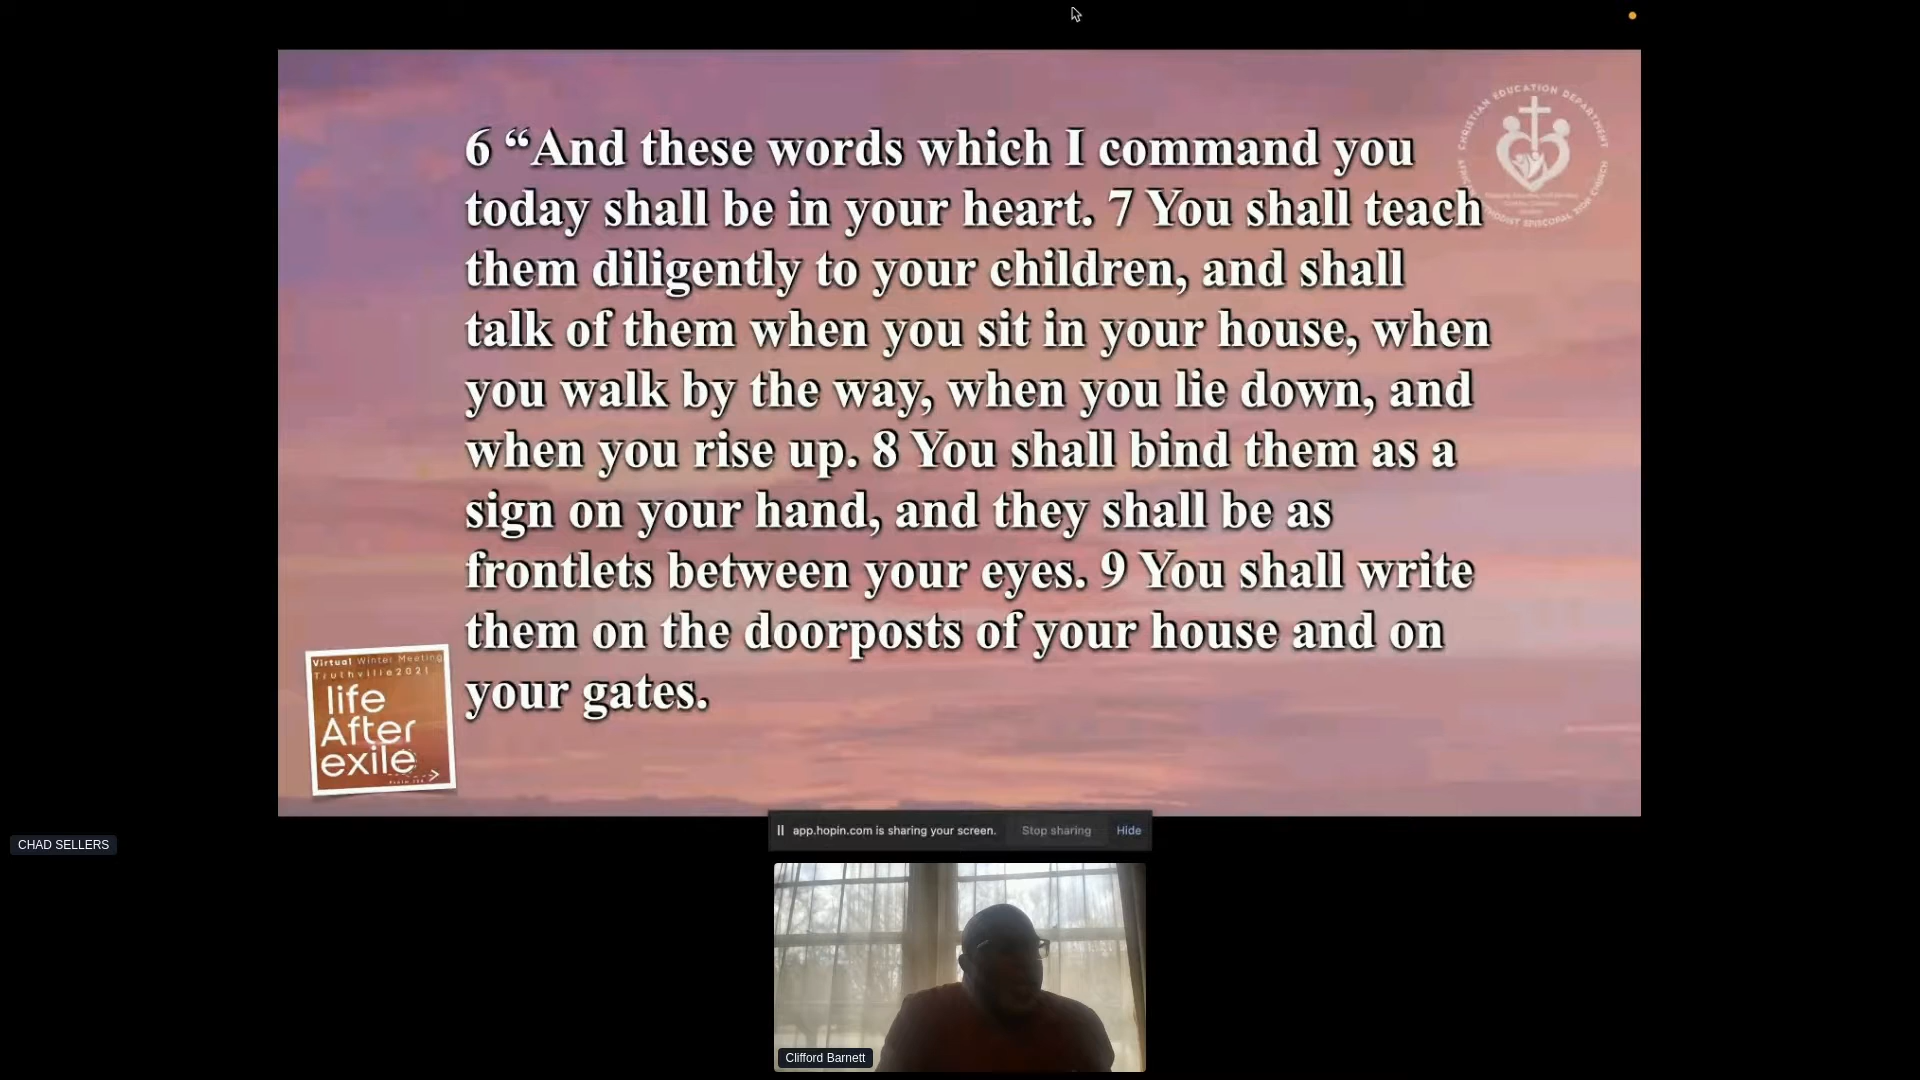 6 “And these words which I command you
today shall be in your heart. 7 You shall teach
them diligently to your children, and shall
talk of them when you sit in your house, when
you walk by the way, when you lie down, and
when you rise up. 8 You shall bind them as a
sign on your hand, and they shall be as
frontlets between your eyes. 9 You shall write
them on the doorposts of your house and on
your gates.
CHRISTIAN EDUCATION DEPARTMENT
METHODIST EPISCOPAL ZION CHURCH
Virtual Winter Meeting
Truthville2021
life
After
exile
CHAD SELLERS
app.hopin.com is sharing your screen.
Stop sharing
Hide
Clifford Barnett